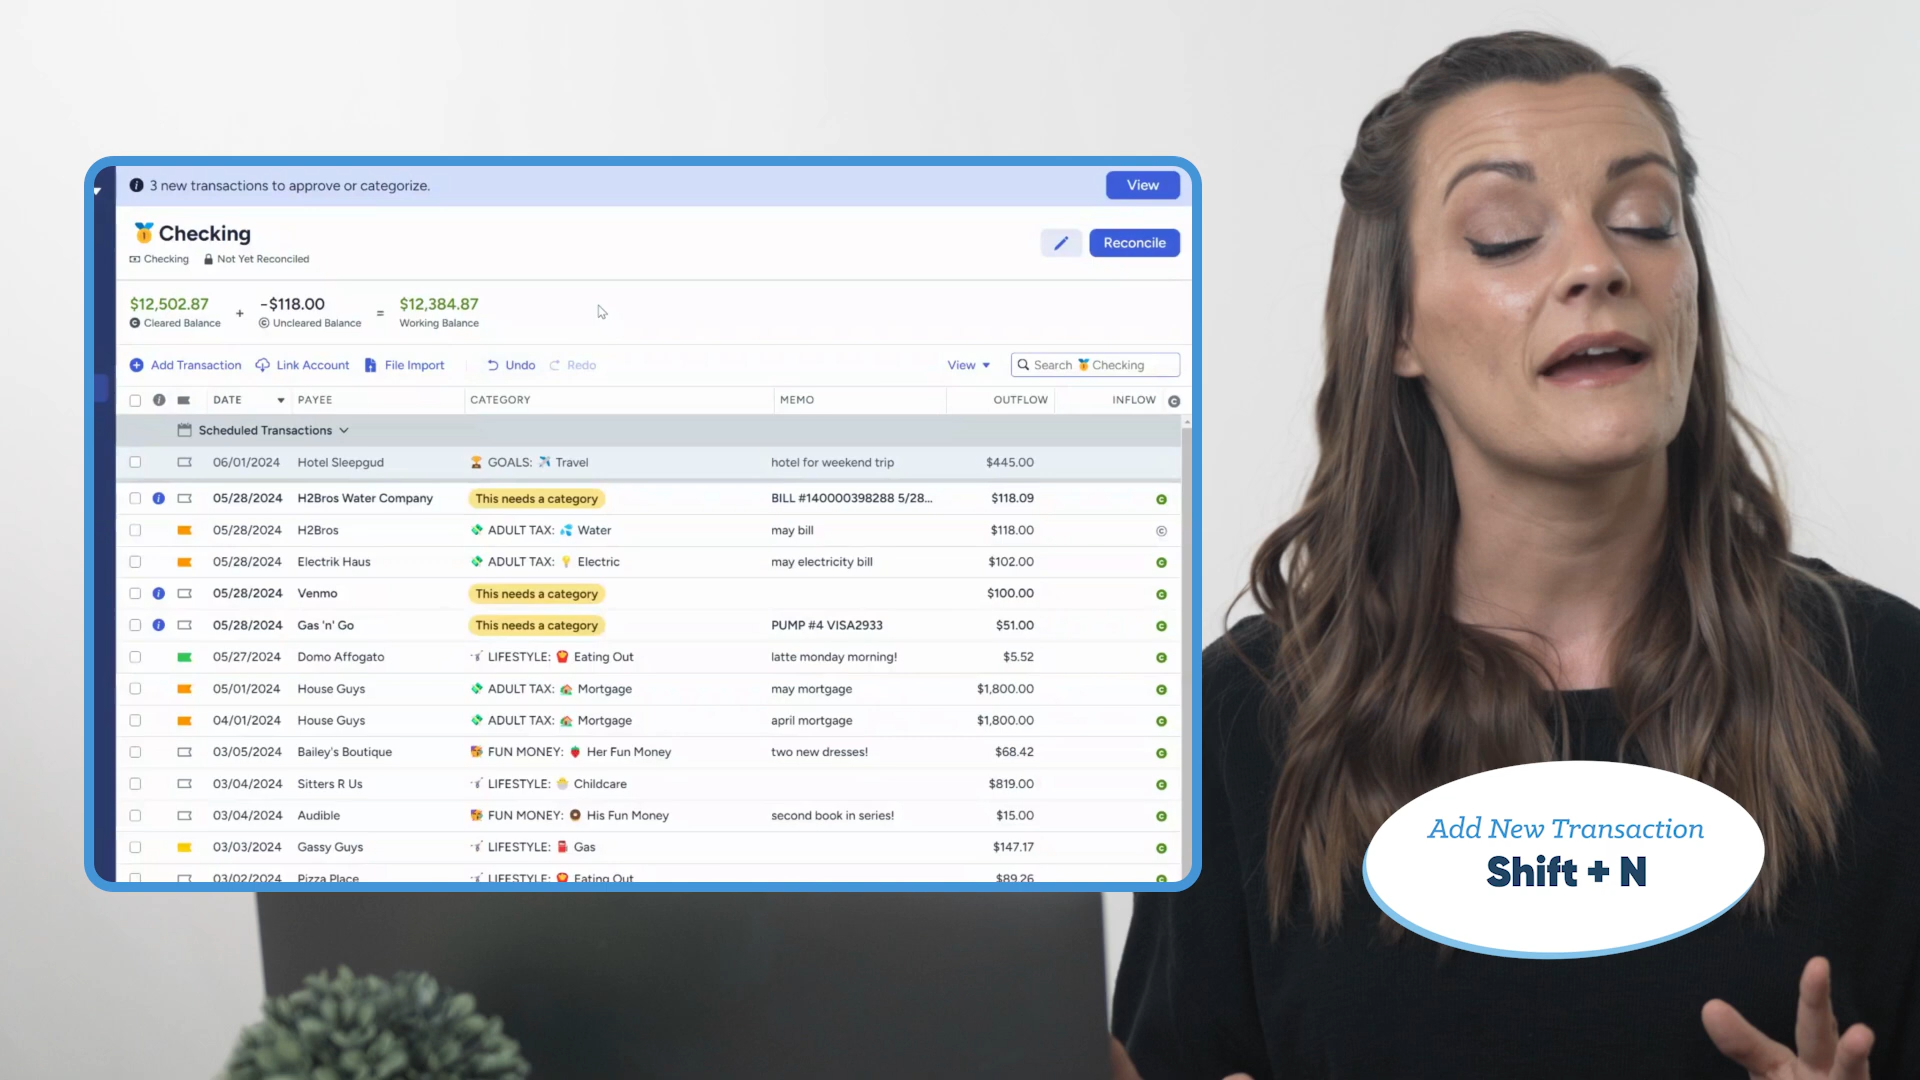 3 new transactions to approve or categorize. View
Checking
Checking Not Yet Reconciled
Reconcile
$12,502.87 + -$118.00 = $12,384.87
Cleared Balance Uncleared Balance Working Balance
Add Transaction Link Account File Import Undo Redo View Search Checking
DATE PAYEE CATEGORY MEMO OUTFLOW INFLOW
Scheduled Transactions
06/01/2024 Hotel Sleepgud GOALS: Travel hotel for weekend trip $445.00
05/28/2024 H2Bros Water Company This needs a category BILL #140000398288 5/28... $118.09
05/28/2024 H2Bros ADULT TAX: Water may bill $118.00
05/28/2024 Electrik Haus ADULT TAX: Electric may electricity bill $102.00
05/28/2024 Venmo This needs a category $100.00
05/28/2024 Gas 'n' Go This needs a category PUMP #4 VISA2933 $51.00
05/27/2024 Domo Affogato LIFESTYLE: Eating Out latte monday morning! $5.52
05/01/2024 House Guys ADULT TAX: Mortgage may mortgage $1,800.00
04/01/2024 House Guys ADULT TAX: Mortgage april mortgage $1,800.00
03/05/2024 Bailey's Boutique FUN MONEY: Her Fun Money two new dresses! $68.42
03/04/2024 Sitters R Us LIFESTYLE: Childcare $819.00
03/04/2024 Audible FUN MONEY: His Fun Money second book in series! $15.00
03/03/2024 Gassy Guys LIFESTYLE: Gas $147.17
03/02/2024 Pizza Place LIFESTYLE: Eating Out $89.26
Add New Transaction
Shift + N